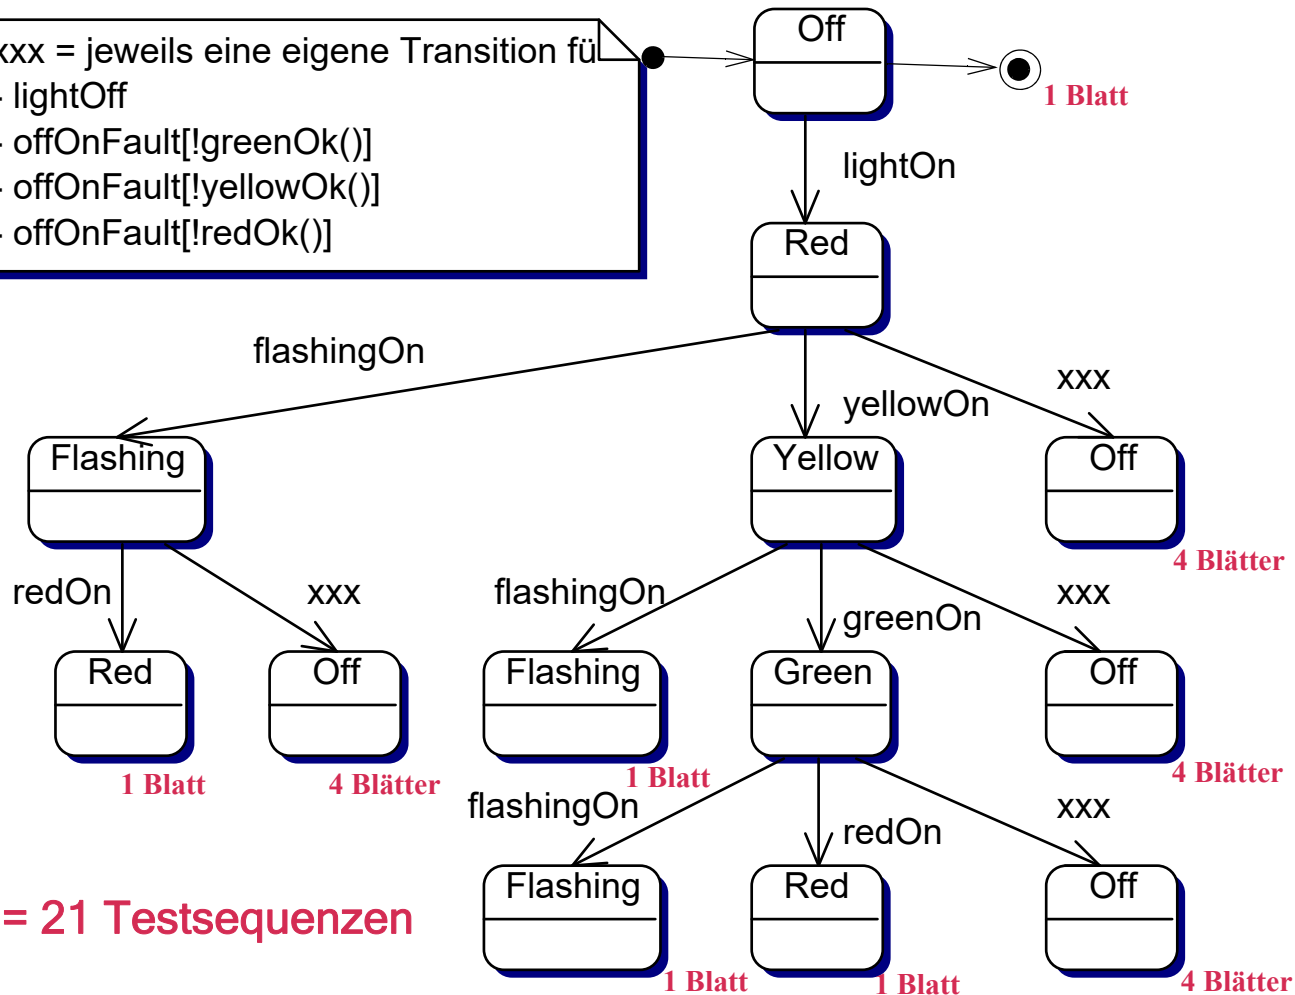 xxx = jeweils eine eigene Transition fü
- lightOff
- offOnFault[!greenOk()]
- offOnFault[!yellowOk()]
- offOnFault[!redOk()]
Off
1 Blatt
lightOn
Red
flashingOn
yellowOn
xxx
Flashing
Yellow
Off
4 Blätter
redOn
xxx
flashingOn
greenOn
xxx
Red
Off
Flashing
Green
Off
1 Blatt
4 Blätter
1 Blatt
4 Blätter
flashingOn
redOn
xxx
Flashing
Red
Off
= 21 Testsequenzen
1 Blatt
1 Blatt
4 Blätter